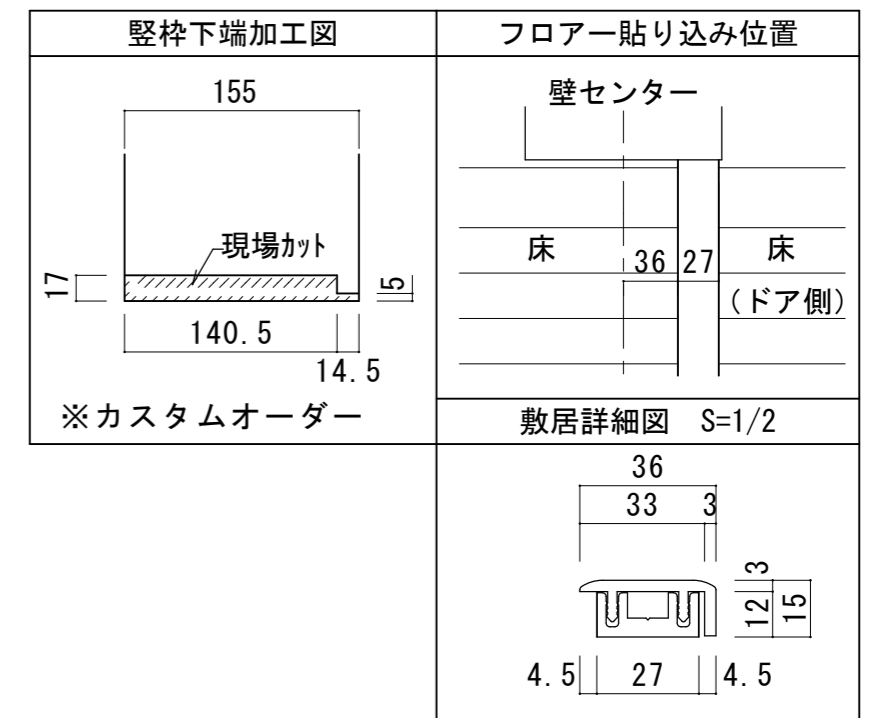 竪枠下端加工図
155
現場ｶｯﾄ
17
5
140.5
14.5
※カスタムオーダー
フロアー貼り込み位置
壁センター
床
36
27
床
(ドア側)
敷居詳細図 S=1/2
36
33
3
3
12
15
4.5
27
4.5